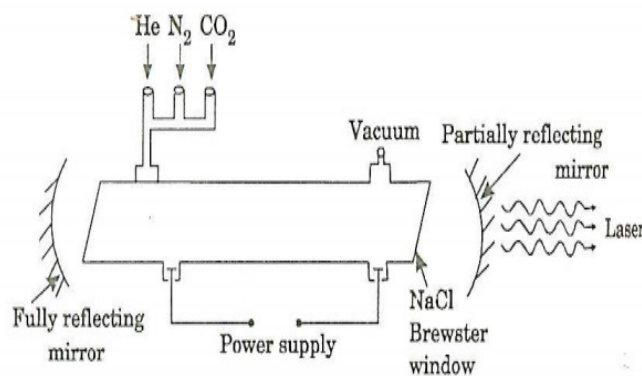 He N₂ CO₂
Vacuum
Partially reflecting
mirror
Laser
Fully reflecting
mirror
Power supply
NaCl
Brewster
window